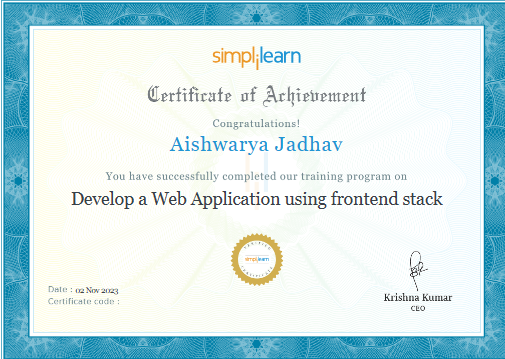 simplilearn
Certificate of Achievement
Congratulations!
Aishwarya Jadhav
You have successfully completed our training program on
Develop a Web Application using frontend stack
CERTIFIED
simplilearn
Date : 02 Nov 2023
Certificate code :
Krishna Kumar
CEO